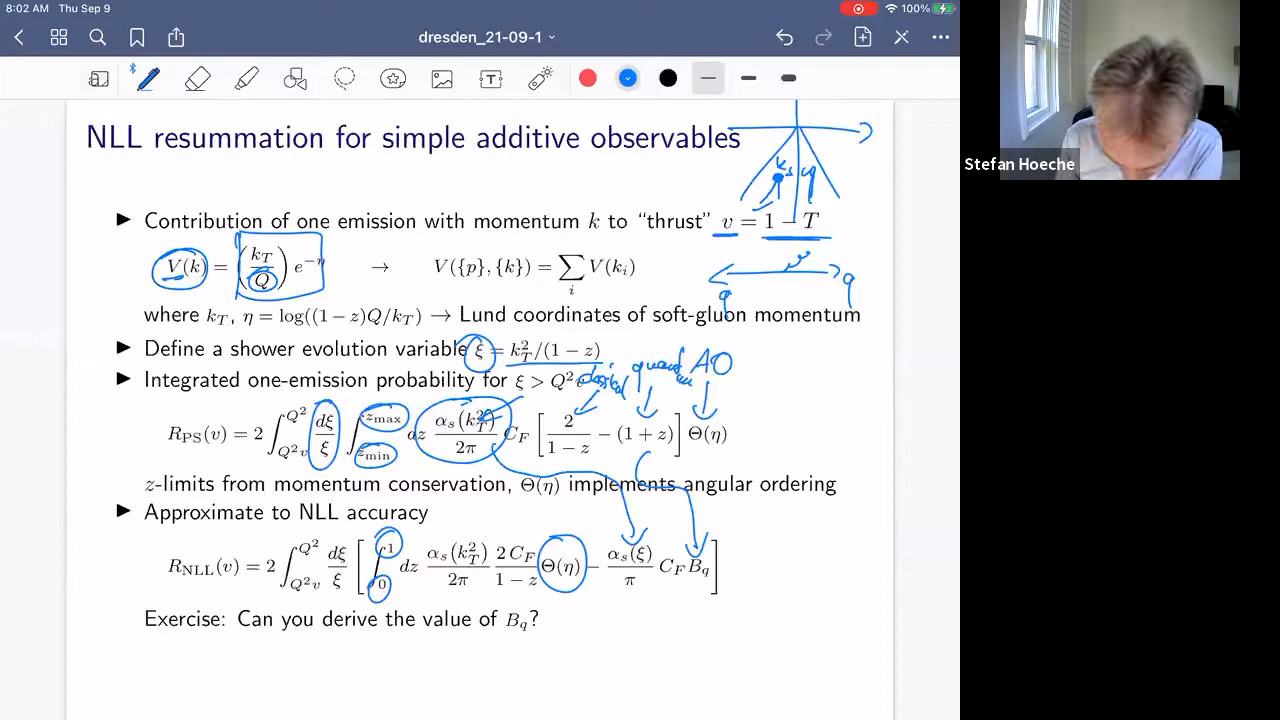 8:02 AM Thu Sep 9
100%
dresden_21-09-1
NLL resummation for simple additive observables
Stefan Hoeche
k, q
▶ Contribution of one emission with momentum k to “thrust” v = 1 − T
V(k) = (k_T/Q) e^{−η} → V({p}, {k}) = ∑_i V(k_i)
q q
where k_T, η = log((1 − z)Q/k_T) → Lund coordinates of soft-gluon momentum
▶ Define a shower evolution variable ξ = k_T^2/(1 − z)
AO
▶ Integrated one-emission probability for ξ > Q^2
classical
R_PS(v) = 2 ∫_{Q^2 v}^{Q^2} dξ/ξ ∫_{z_min}^{z_max} dz α_s(k_T^2)/2π C_F [2/(1 − z) − (1 + z)] Θ(η)
z-limits from momentum conservation, Θ(η) implements angular ordering
▶ Approximate to NLL accuracy
R_NLL(v) = 2 ∫_{Q^2 v}^{Q^2} dξ/ξ [∫_0^1 dz α_s(k_T^2)/2π 2 C_F/(1 − z) Θ(η) − α_s(ξ)/π C_F B_q]
Exercise: Can you derive the value of B_q?